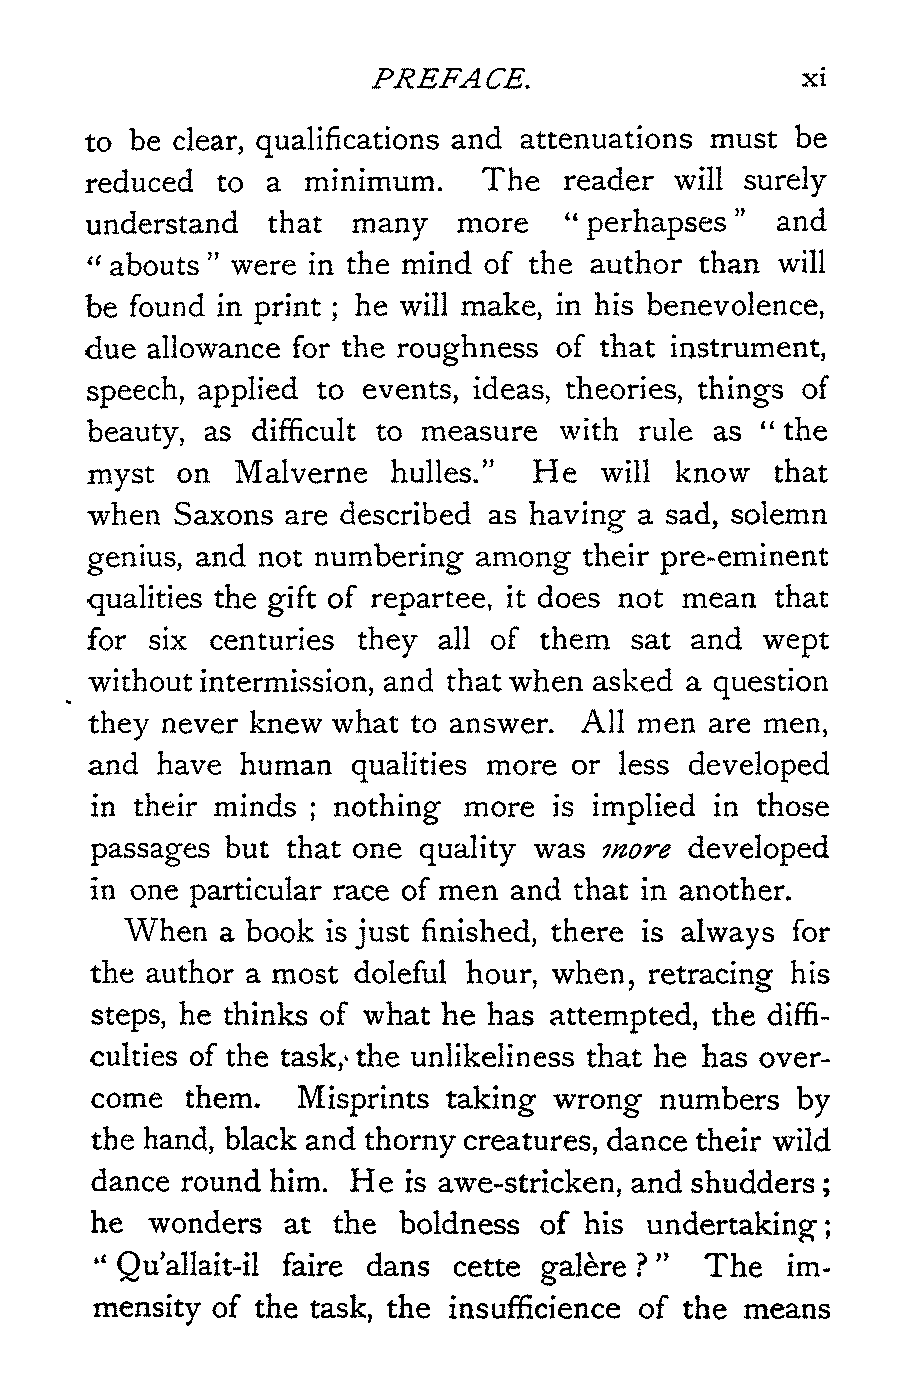 PREFACE. xi
to be clear, qualifications and attenuations must be
reduced to a minimum. The reader will surely
understand that many more "perhapses" and
"abouts" were in the mind of the author than will
be found in print; he will make, in his benevolence,
due allowance for the roughness of that instrument,
speech, applied to events, ideas, theories, things of
beauty, as difficult to measure with rule as "the
myst on Malverne hulles." He will know that
when Saxons are described as having a sad, solemn
genius, and not numbering among their pre-eminent
qualities the gift of repartee, it does not mean that
for six centuries they all of them sat and wept
without intermission, and that when asked a question
they never knew what to answer. All men are men,
and have human qualities more or less developed
in their minds; nothing more is implied in those
passages but that one quality was more developed
in one particular race of men and that in another.
When a book is just finished, there is always for
the author a most doleful hour, when, retracing his
steps, he thinks of what he has attempted, the diffi-
culties of the task, the unlikeliness that he has over-
come them. Misprints taking wrong numbers by
the hand, black and thorny creatures, dance their wild
dance round him. He is awe-stricken, and shudders;
he wonders at the boldness of his undertaking;
"Qu'allait-il faire dans cette galère?" The im-
mensity of the task, the insufficience of the means